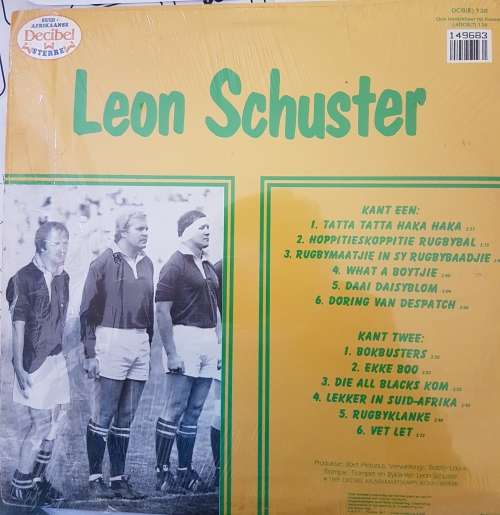 SUID-
AFRIKAANSE
Decibel
STERRE
149683
Leon Schuster
KANT EEN:
1. TATTA TATTA HAKA HAKA
2. HOPPITIESKOPPITIE RUGBYBAL
3. RUGBYMAATJIE IN SY RUGBYBAADJIE
4. WHAT A BOYTJIE
5. DAAI DAISYBLOM
6. DORING VAN DESPATCH
KANT TWEE:
1. BOKBUSTERS
2. EKKE BOO
3. DIE ALL BLACKS KOM
4. LEKKER IN SUID-AFRIKA
5. RUGBYKLANKE
6. VET LET